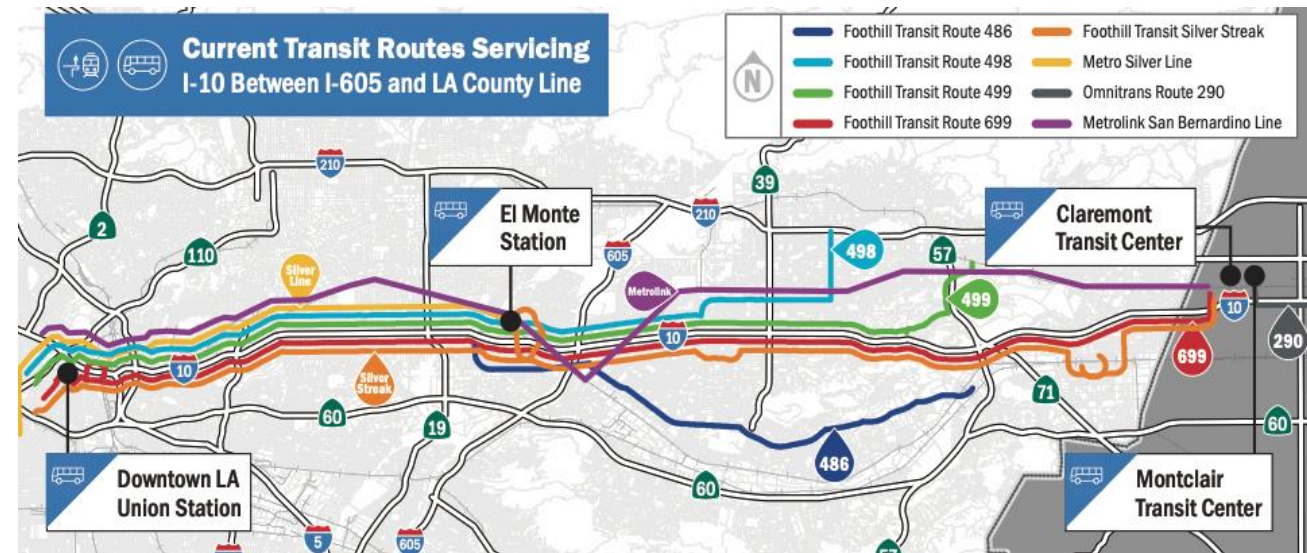 Current Transit Routes Servicing
I-10 Between I-605 and LA County Line
N
Foothill Transit Route 486
Foothill Transit Route 498
Foothill Transit Route 499
Foothill Transit Route 699
Foothill Transit Silver Streak
Metro Silver Line
Omnitrans Route 290
Metrolink San Bernardino Line
210
39
El Monte
Station
210
Claremont
Transit Center
2
110
605
57
498
Silver
Line
Metrolink
499
10
10
10
699
290
Silver
Streak
60
19
71
60
486
60
Downtown LA
Union Station
Montclair
Transit Center
5
605
57